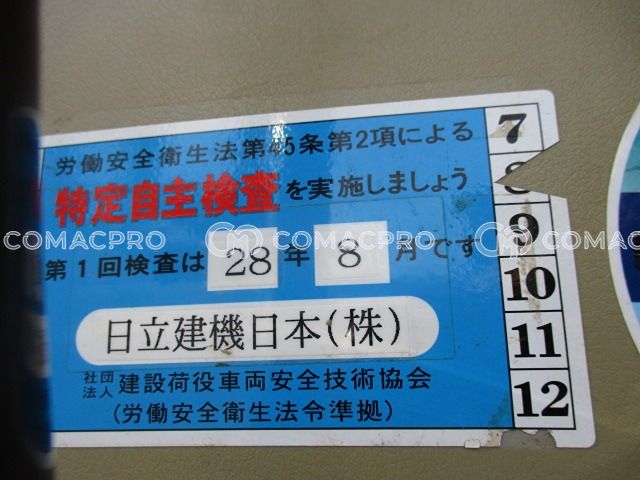 労働安全衛生法第45条第2項による
特定自主検査を実施しましょう
第1回検査は 28 年 8 月です
日立建機日本(株)
社団法人 建設荷役車両安全技術協会
(労働安全衛生法令準拠)
7
8
9
10
11
12
COMACPRO COMACPRO COMACPRO